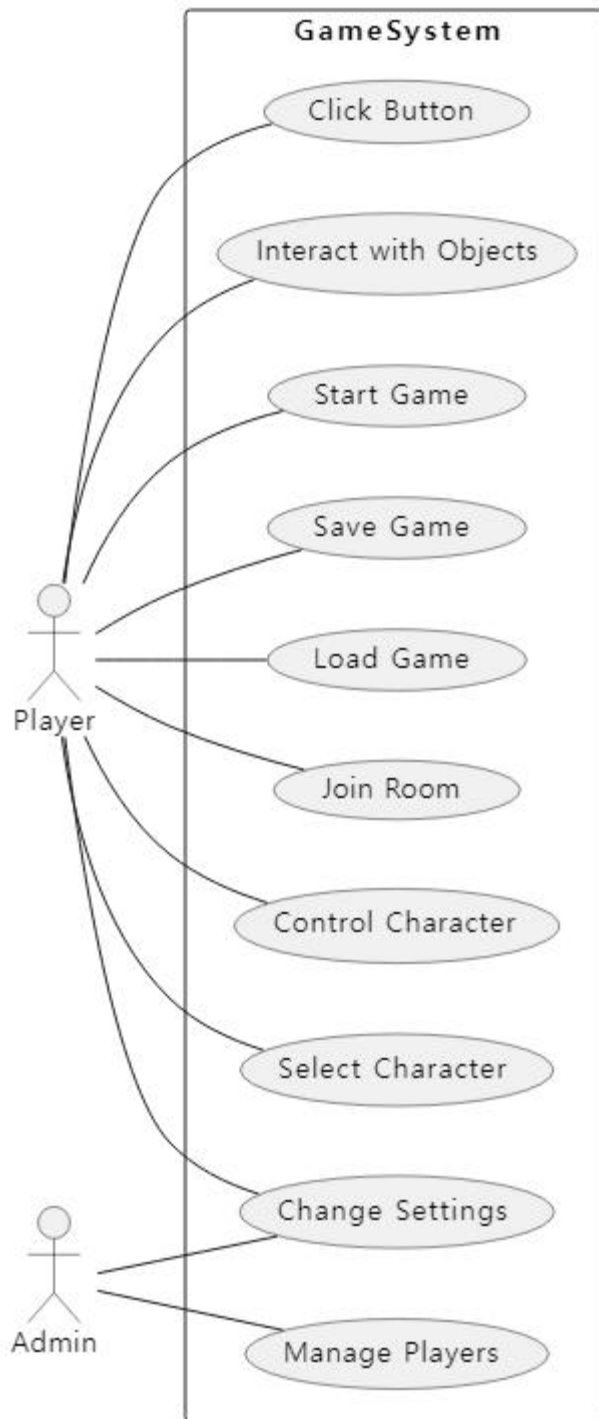 GameSystem
Click Button
Interact with Objects
Start Game
Save Game
Load Game
Player
Join Room
Control Character
Select Character
Change Settings
Admin
Manage Players